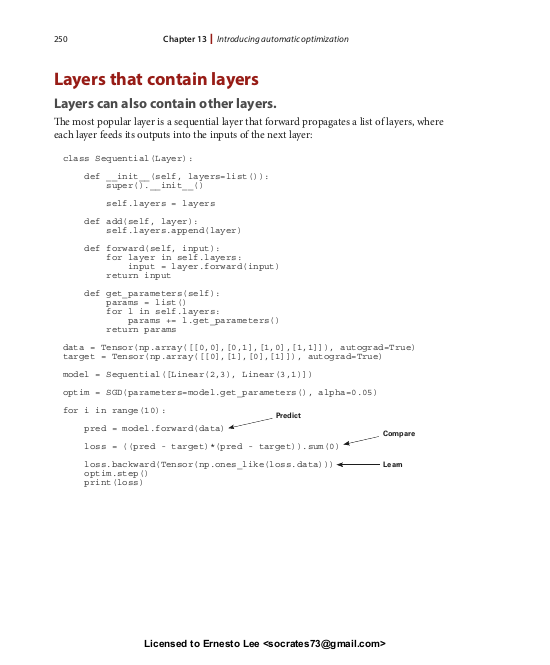 250
Chapter 13 | Introducing automatic optimization
Layers that contain layers
Layers can also contain other layers.
The most popular layer is a sequential layer that forward propagates a list of layers, where
each layer feeds its outputs into the inputs of the next layer:
class Sequential(Layer):
    def __init__(self, layers=list()):
        super().__init__()
        self.layers = layers
    def add(self, layer):
        self.layers.append(layer)
    def forward(self, input):
        for layer in self.layers:
            input = layer.forward(input)
        return input
    def get_parameters(self):
        params = list()
        for l in self.layers:
            params += l.get_parameters()
        return params
data = Tensor(np.array([[0,0],[0,1],[1,0],[1,1]]), autograd=True)
target = Tensor(np.array([[0],[1],[0],[1]]), autograd=True)
model = Sequential([Linear(2,3), Linear(3,1)])
optim = SGD(parameters=model.get_parameters(), alpha=0.05)
for i in range(10):
Predict
    pred = model.forward(data)
Compare
    loss = ((pred - target)*(pred - target)).sum(0)
    loss.backward(Tensor(np.ones_like(loss.data))) Learn
    optim.step()
    print(loss)
Licensed to Ernesto Lee <socrates73@gmail.com>